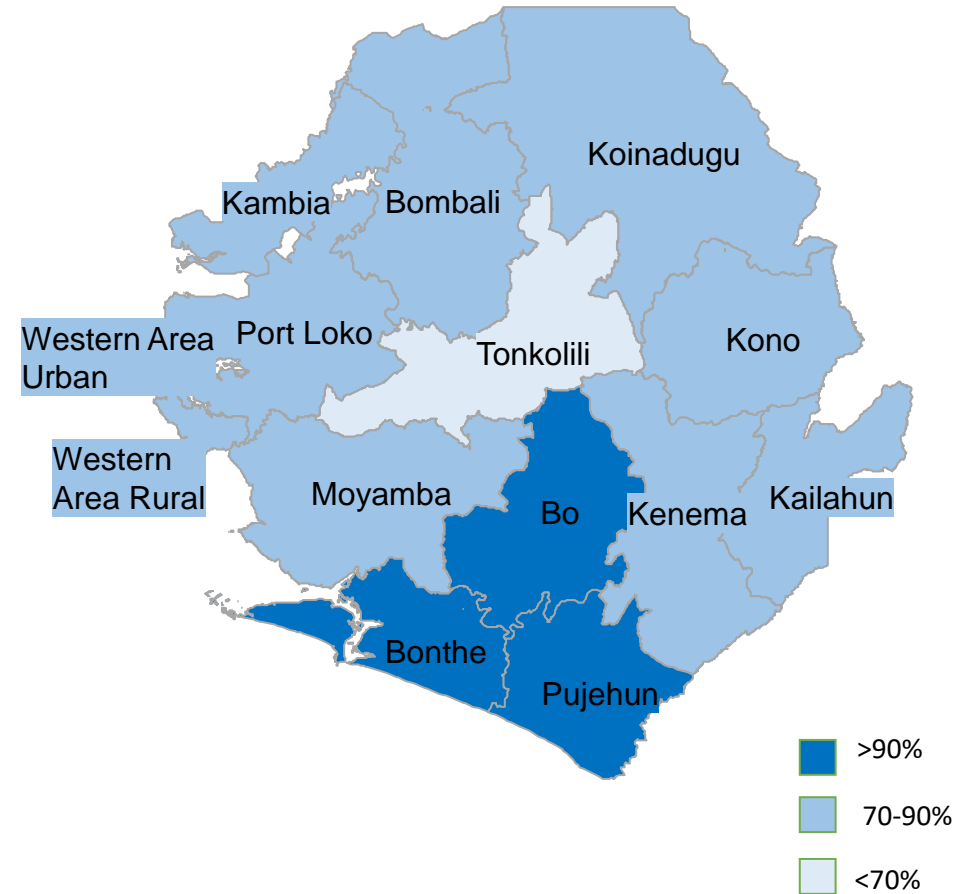 Koinadugu
Kambia
Bombali
Western Area
Urban
Port Loko
Tonkolili
Kono
Western
Area Rural
Moyamba
Bo
Kenema
Kailahun
Bonthe
Pujehun
>90%
70-90%
<70%